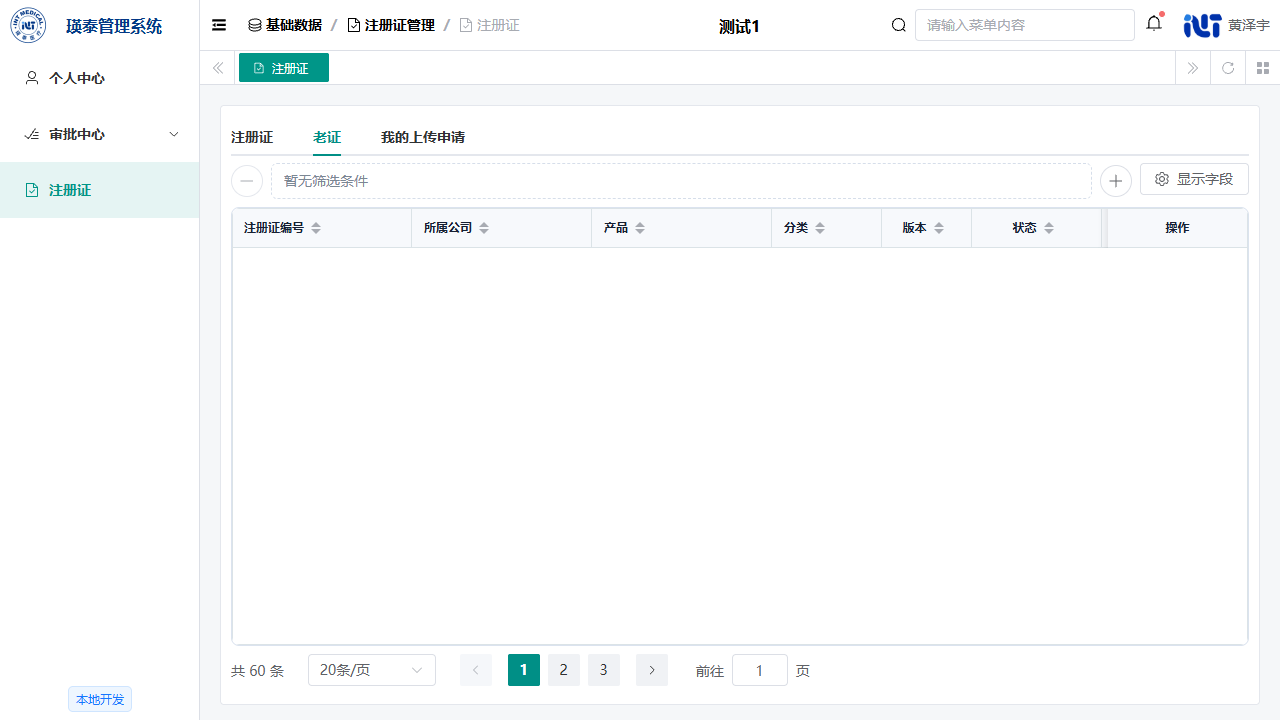 瑛泰管理系统
基础数据 / 注册证管理 / 注册证
测试1
请输入菜单内容
黄泽宇
个人中心
审批中心
注册证
注册证
注册证 老证 我的上传申请
暂无筛选条件
显示字段
注册证编号 所属公司 产品 分类 版本 状态 操作
共 60 条 20条/页 1 2 3 前往 1 页
本地开发